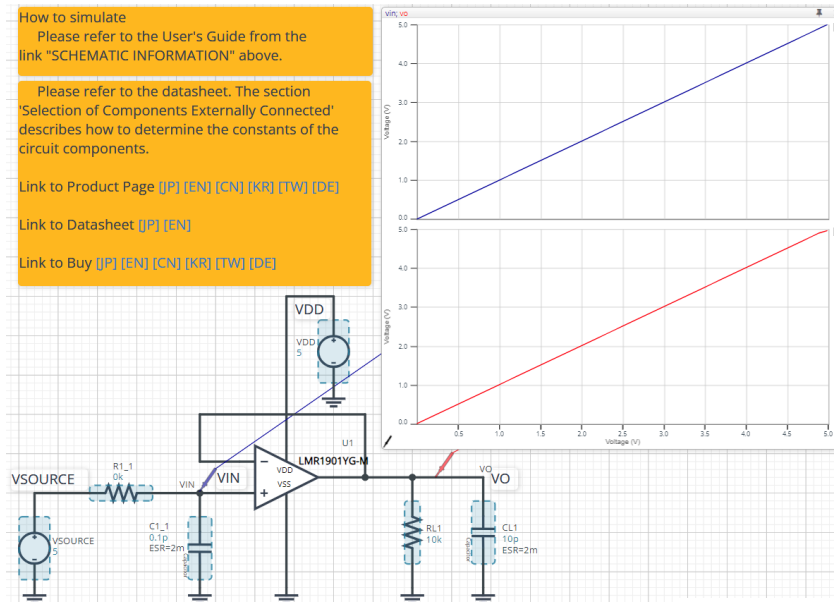 How to simulate
Please refer to the User's Guide from the
link "SCHEMATIC INFORMATION" above.
Please refer to the datasheet. The section
'Selection of Components Externally Connected'
describes how to determine the constants of the
circuit components.
Link to Product Page [JP] [EN] [CN] [KR] [TW] [DE]
Link to Datasheet [JP] [EN]
Link to Buy [JP] [EN] [CN] [KR] [TW] [DE]
vin; vo
5.0
4.0
3.0
2.0
1.0
0.0
Voltage (V)
5.0
4.0
3.0
2.0
1.0
0.0
Voltage (V)
0.5 1.0 1.5 2.0 2.5 3.0 3.5 4.0 4.5 5.0
Voltage (V)
VDD
VDD
5
U1
LMR1901YG-M
VDD
VSS
R1_1
0k
VSOURCE
VIN
VIN
VO
VO
VSOURCE
5
C1_1
0.1p
ESR=2m
Capacitor
RL1
10k
CL1
10p
ESR=2m
Capacitor